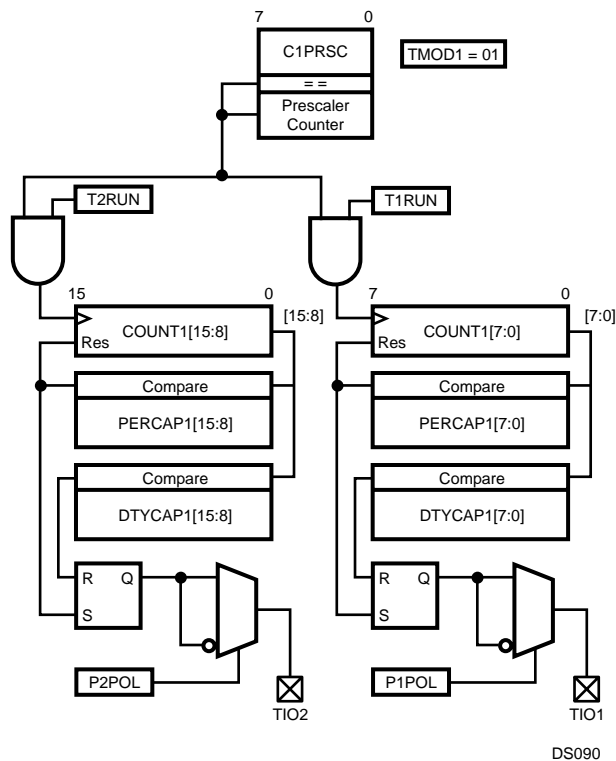 7 0
C1PRSC
TMOD1 = 01
= =
Prescaler
Counter
T2RUN
T1RUN
15 0
[15:8]
7 0
[7:0]
COUNT1[15:8]
Res
COUNT1[7:0]
Res
Compare
PERCAP1[15:8]
Compare
PERCAP1[7:0]
Compare
DTYCAP1[15:8]
Compare
DTYCAP1[7:0]
R Q
S
R Q
S
P2POL
P1POL
TIO2
TIO1
DS090